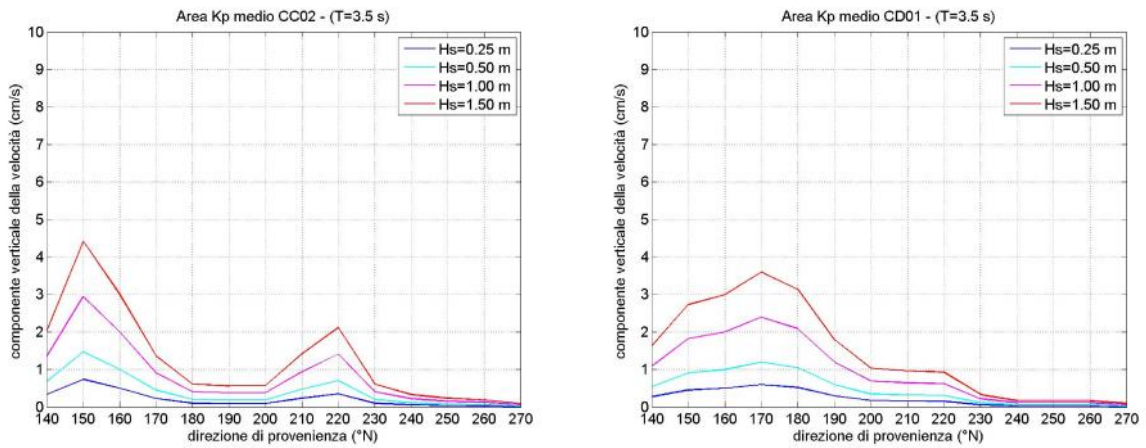 Area Kp medio CC02 - (T=3.5 s)
componente verticale della velocità (cm/s)
10
9
8
7
6
5
4
3
2
1
0
Hs=0.25 m
Hs=0.50 m
Hs=1.00 m
Hs=1.50 m
140 150 160 170 180 190 200 210 220 230 240 250 260 270
direzione di provenienza (°N)
Area Kp medio CD01 - (T=3.5 s)
componente verticale della velocità (cm/s)
10
9
8
7
6
5
4
3
2
1
0
Hs=0.25 m
Hs=0.50 m
Hs=1.00 m
Hs=1.50 m
140 150 160 170 180 190 200 210 220 230 240 250 260 270
direzione di provenienza (°N)